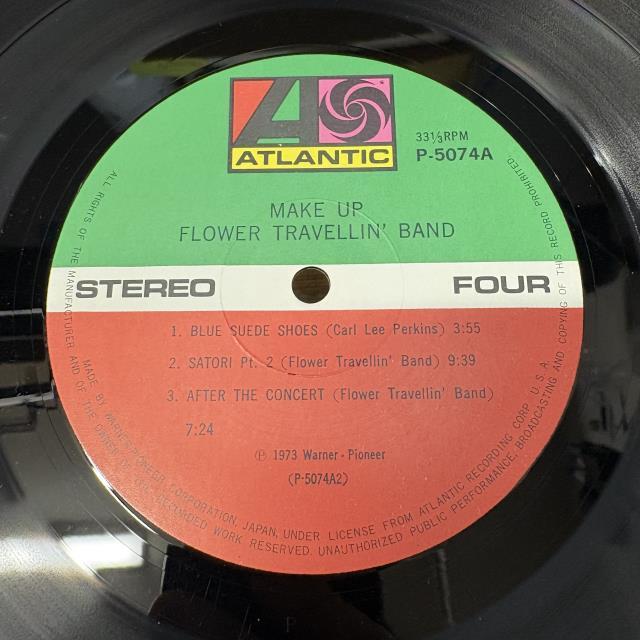 ATLANTIC
33⅓RPM
P-5074A
MAKE UP
FLOWER TRAVELLIN' BAND
STEREO
FOUR
1. BLUE SUEDE SHOES (Carl Lee Perkins) 3:55
2. SATORI Pt. 2 (Flower Travellin' Band) 9:39
3. AFTER THE CONCERT (Flower Travellin' Band)
7:24
Ⓟ 1973 Warner-Pioneer
(P-5074A2)
MADE BY WARNER-PIONEER CORPORATION, JAPAN, UNDER LICENSE FROM ATLANTIC RECORDING CORP. U.S.A.
ALL RIGHTS OF THE MANUFACTURER AND OF THE OWNER OF THE RECORDED WORK RESERVED. UNAUTHORIZED PUBLIC PERFORMANCE, BROADCASTING AND COPYING OF THIS RECORD PROHIBITED.